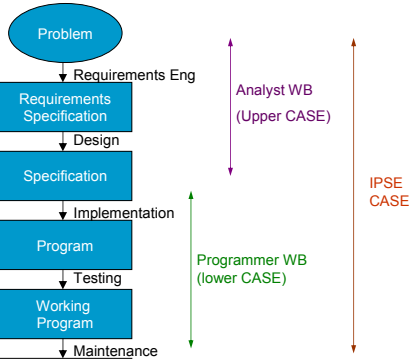 Problem
Requirements Eng
Requirements
Specification
Design
Specification
Implementation
Program
Testing
Working
Program
Maintenance
Analyst WB
(Upper CASE)
Programmer WB
(lower CASE)
IPSE
CASE